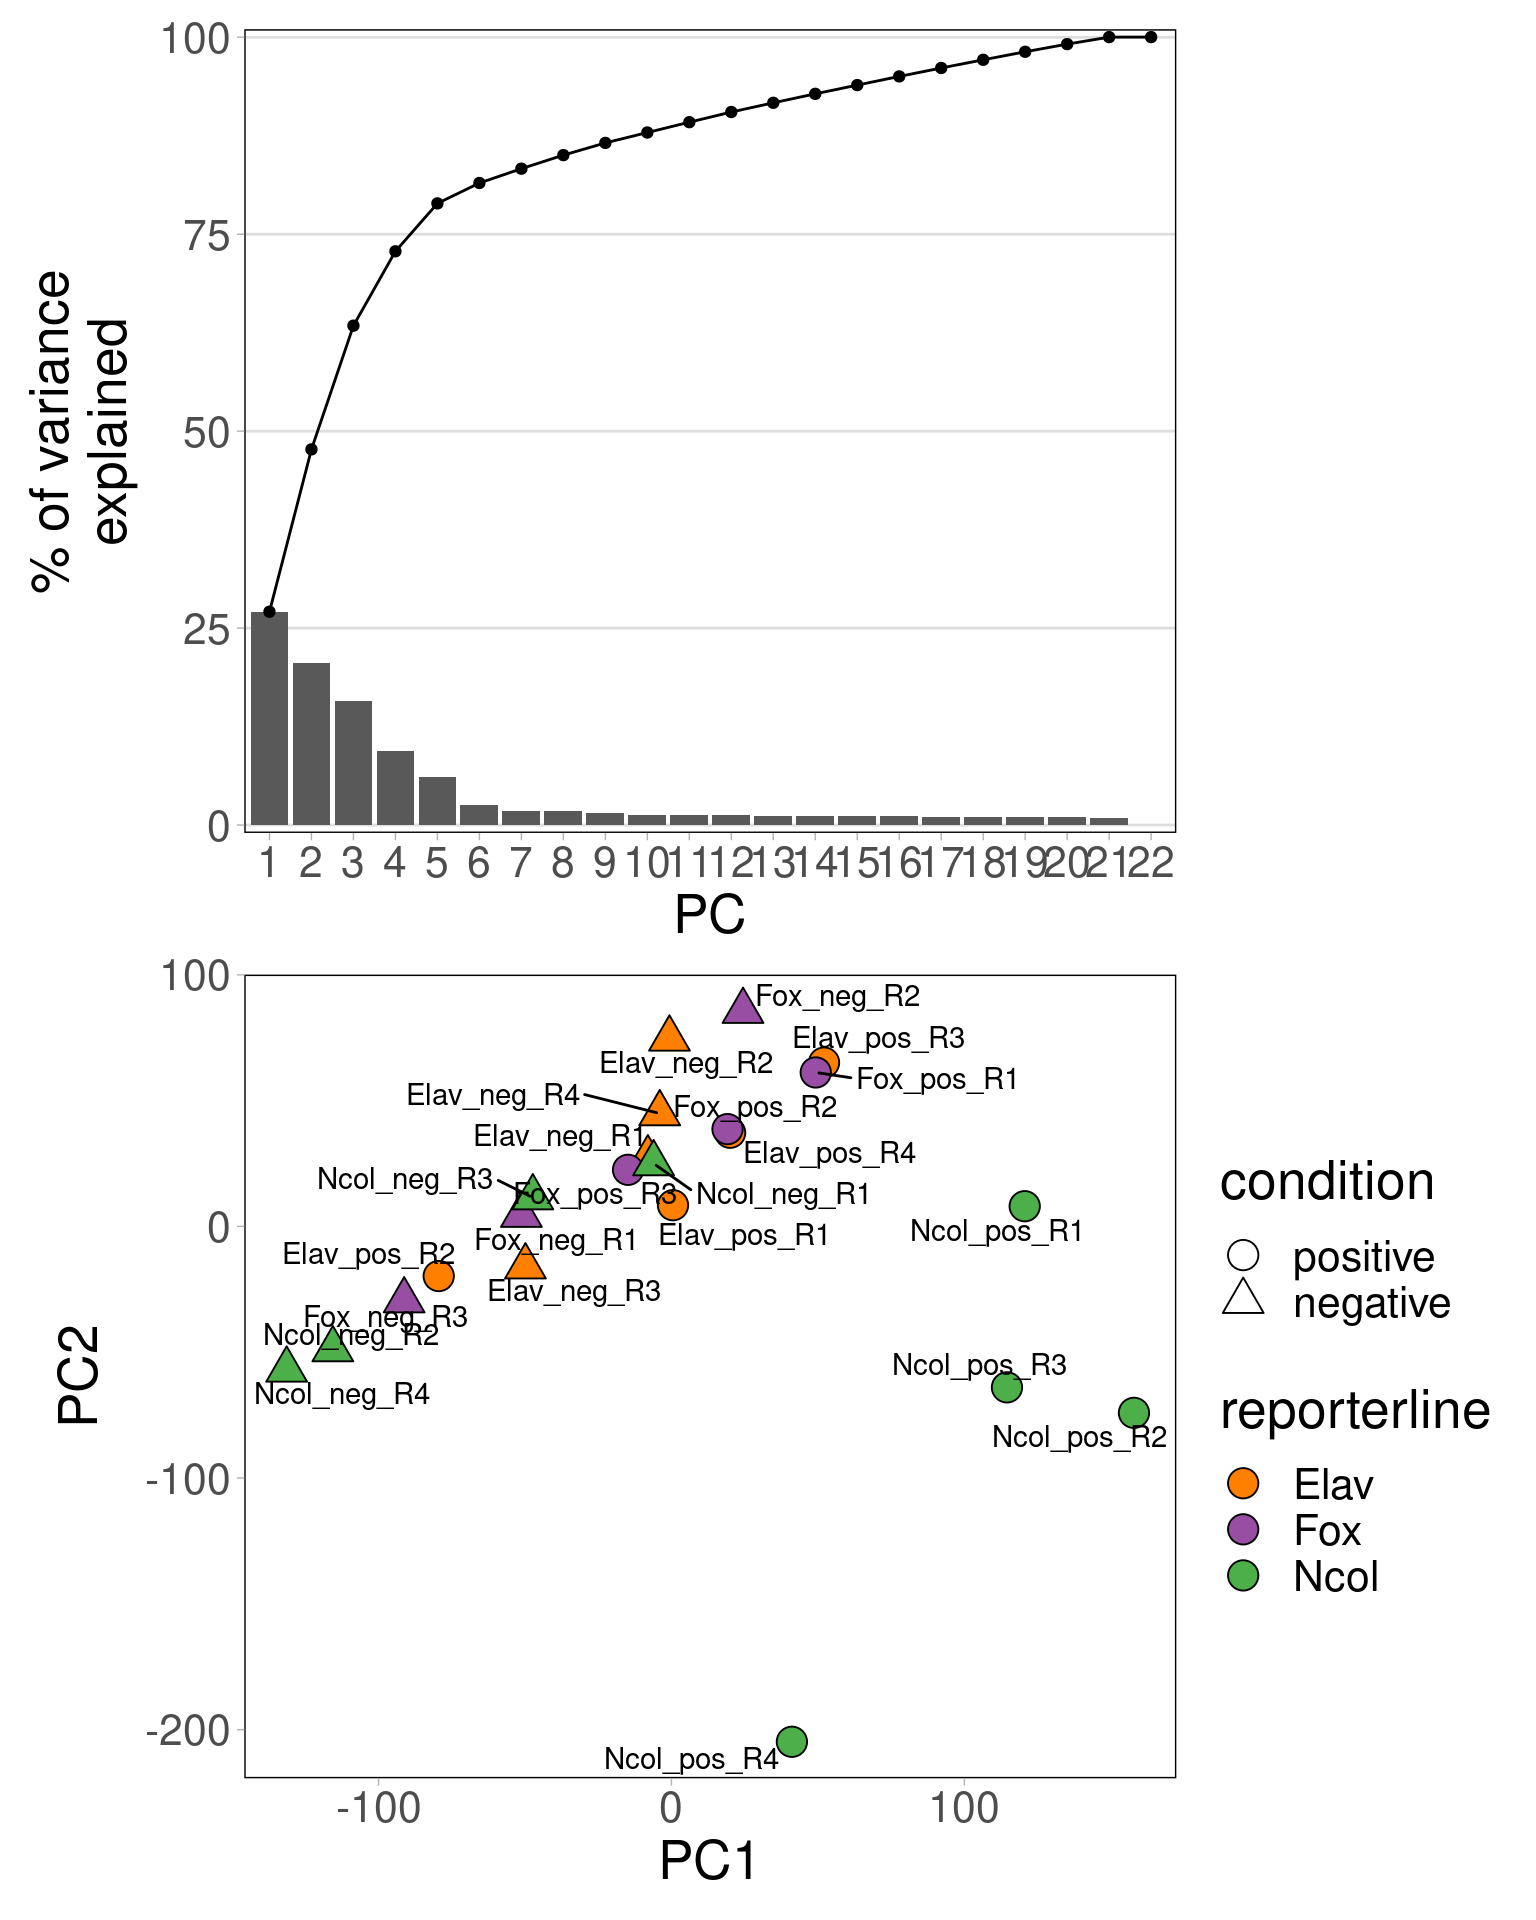 100
75
50
25
0
% of variance
explained
1 2 3 4 5 6 7 8 9 10 11 12 13 14 15 16 17 18 19 20 21 22
PC
100
0
-100
-200
PC2
Fox_neg_R2
Elav_pos_R3
Elav_neg_R2
Fox_pos_R1
Elav_neg_R4
Fox_pos_R2
Elav_neg_R1
Elav_pos_R4
Ncol_neg_R3
Fox_pos_R3
Ncol_neg_R1
Elav_pos_R1
Ncol_pos_R1
Fox_neg_R1
Elav_pos_R2
Elav_neg_R3
Fox_neg_R3
Ncol_neg_R2
Ncol_neg_R4
Ncol_pos_R3
Ncol_pos_R2
Ncol_pos_R4
-100 0 100
PC1
condition
positive
negative
reporterline
Elav
Fox
Ncol